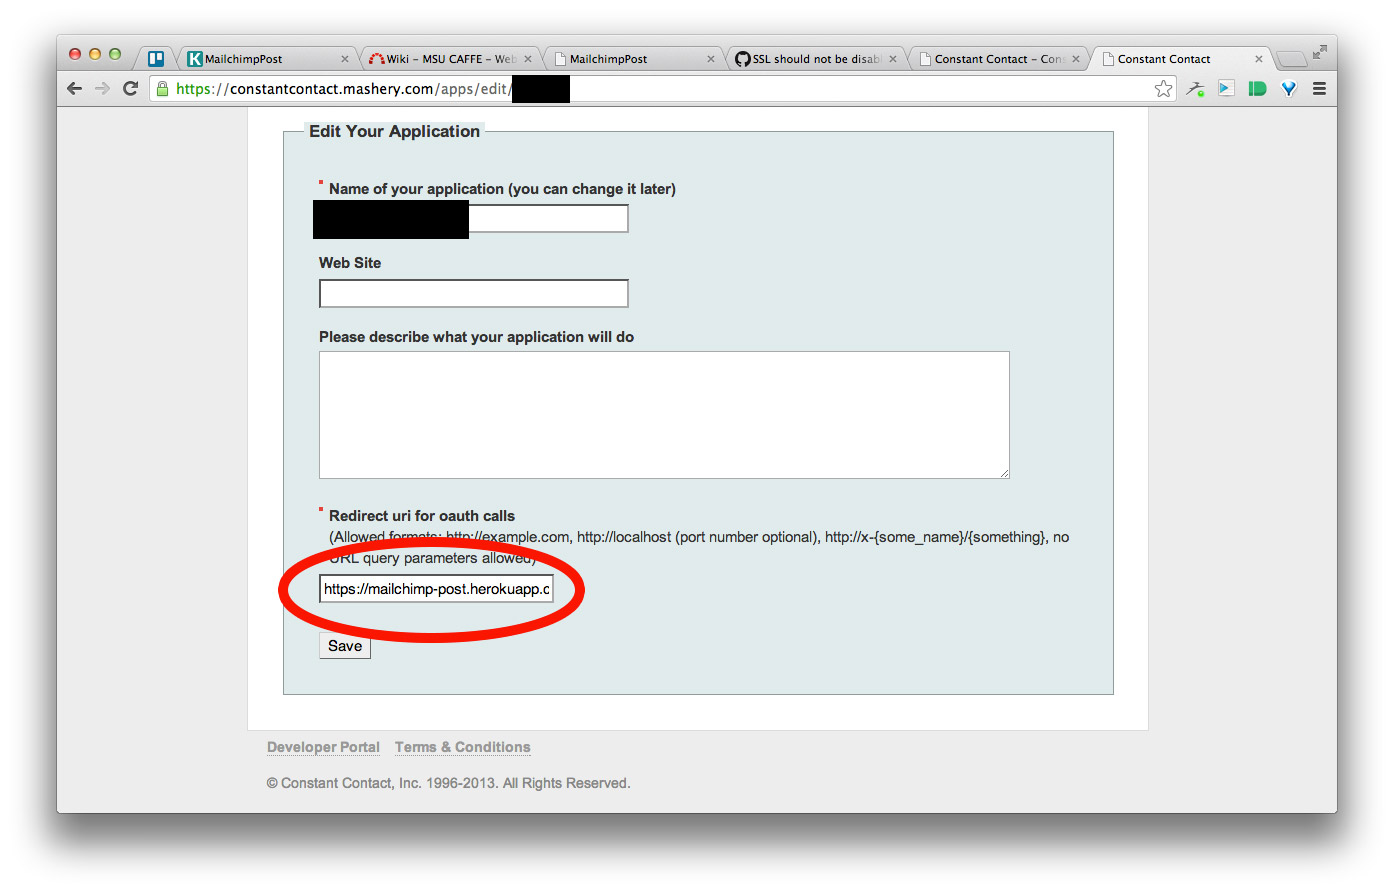 MailchimpPost
Wiki – MSU CAFFE – Web
MailchimpPost
SSL should not be disab
Constant Contact – Cons
Constant Contact
https://constantcontact.mashery.com/apps/edit/
Edit Your Application
Name of your application (you can change it later)
Web Site
Please describe what your application will do
Redirect uri for oauth calls
(Allowed formats: http://example.com, http://localhost (port number optional), http://x-{some_name}/{something}, no
URL query parameters allowed)
https://mailchimp-post.herokuapp.c
Save
Developer Portal Terms & Conditions
© Constant Contact, Inc. 1996-2013. All Rights Reserved.